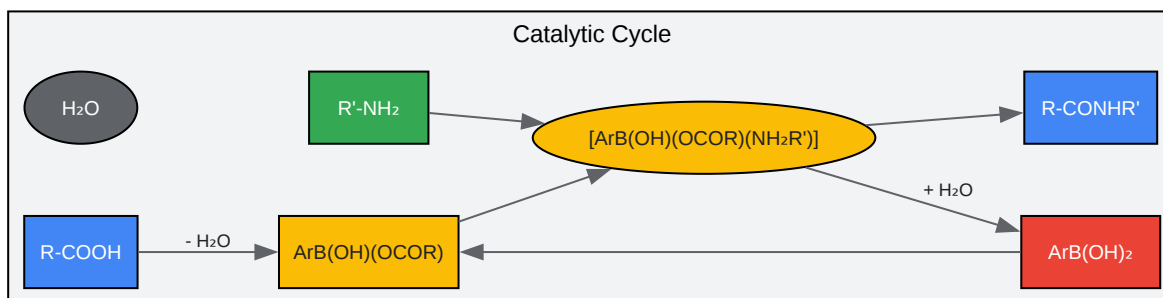 Catalytic Cycle
H₂O
R'-NH₂
R-CONHR'
[ArB(OH)(OCOR)(NH₂R')]
+ H₂O
- H₂O
R-COOH
ArB(OH)(OCOR)
ArB(OH)₂